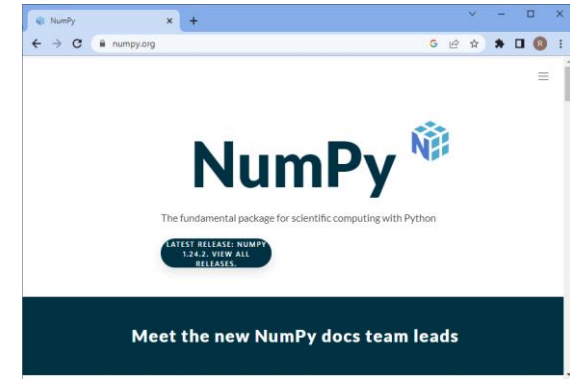 NumPy
numpy.org
NumPy
The fundamental package for scientific computing with Python
LATEST RELEASE: NUMPY
1.24.2. VIEW ALL
RELEASES.
Meet the new NumPy docs team leads